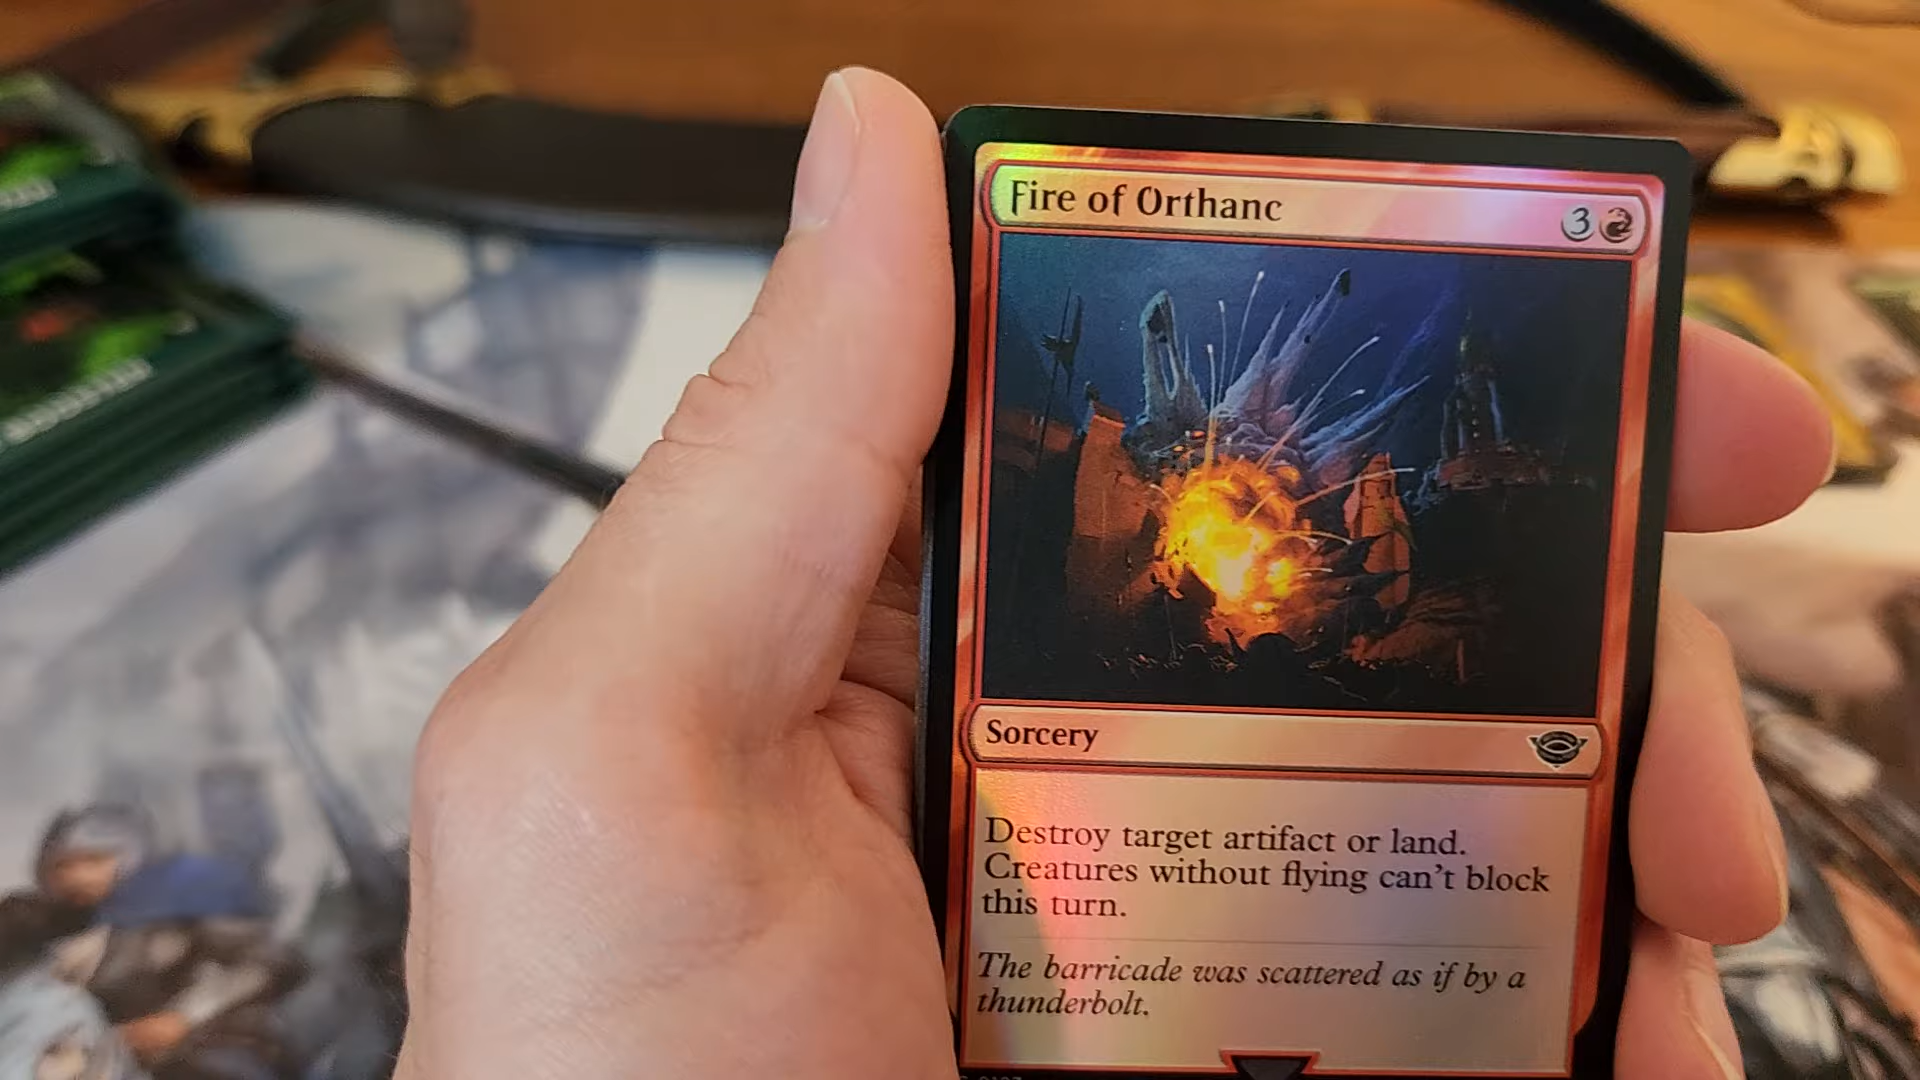 Fire of Orthanc
3
Sorcery
Destroy target artifact or land.
Creatures without flying can't block
this turn.
The barricade was scattered as if by a
thunderbolt.